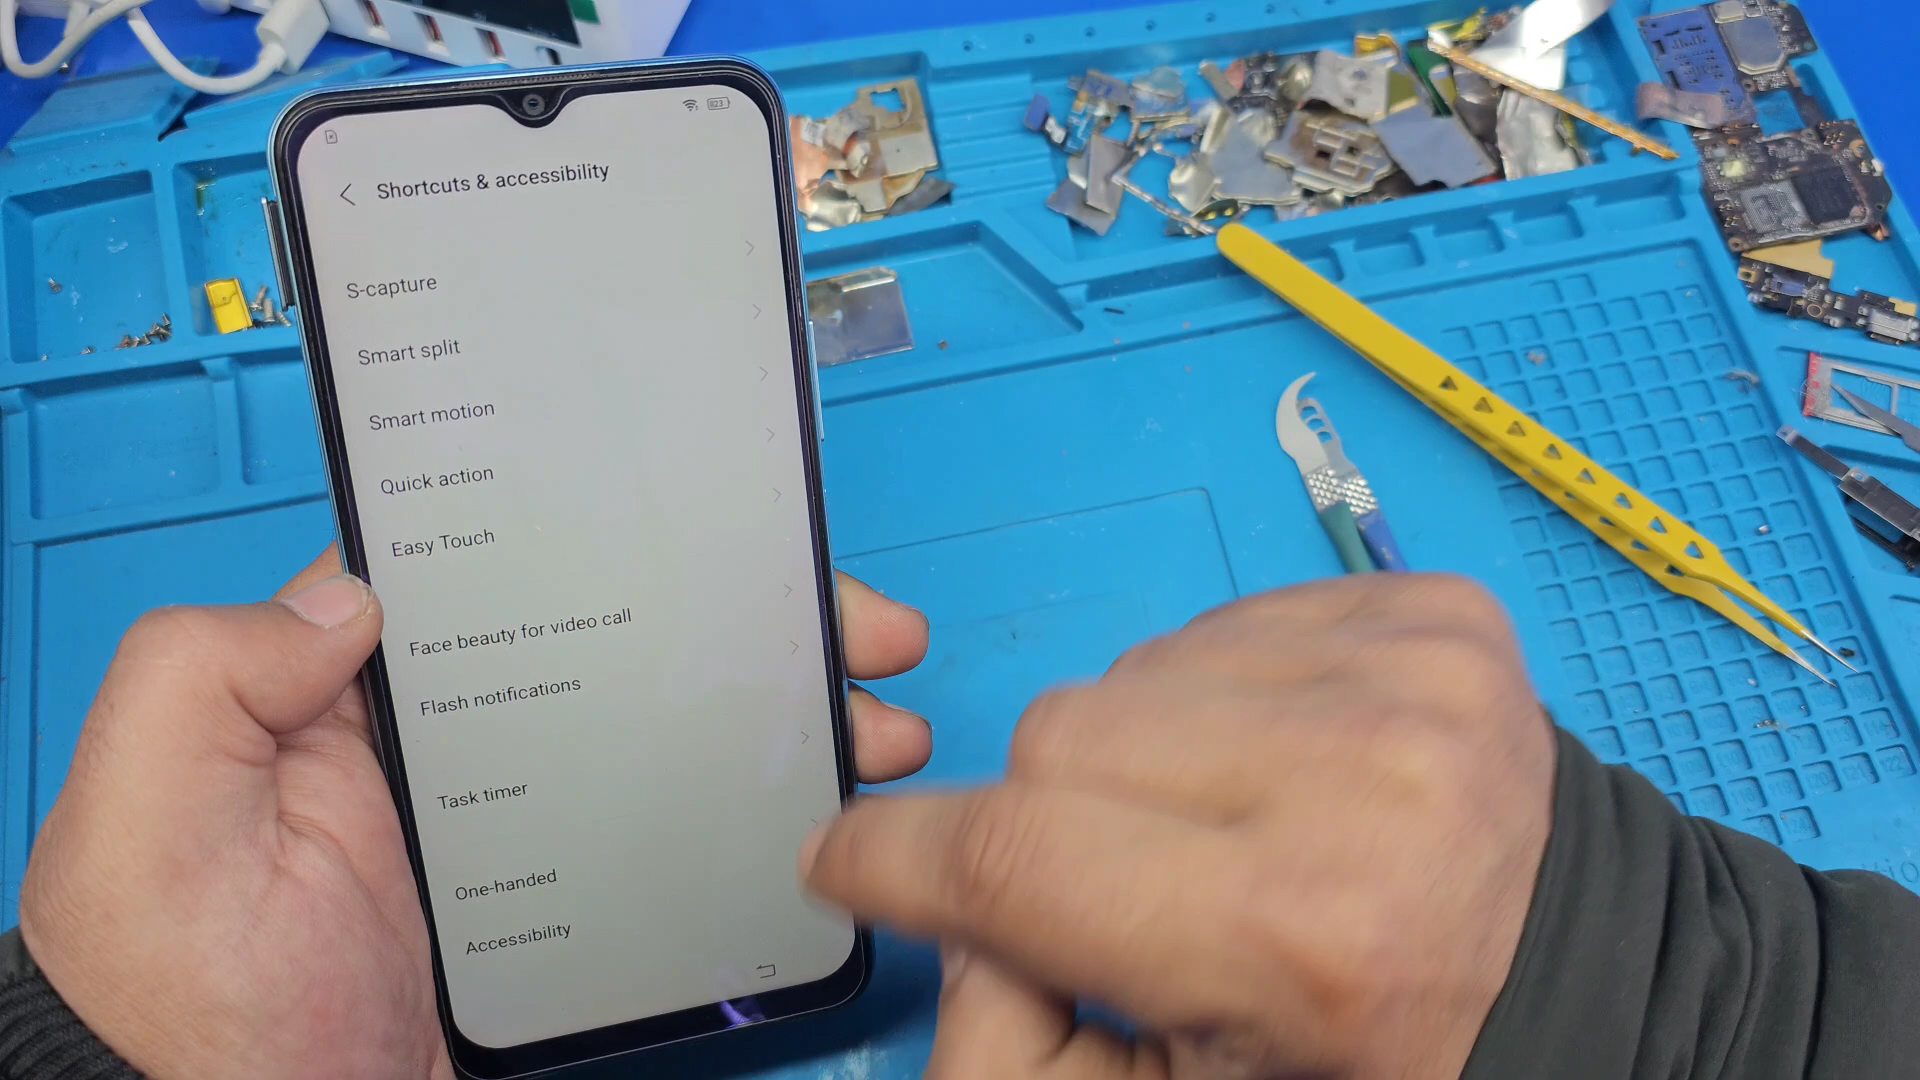 Shortcuts & accessibility
S-capture
Smart split
Smart motion
Quick action
Easy Touch
Face beauty for video call
Flash notifications
Task timer
One-handed
Accessibility